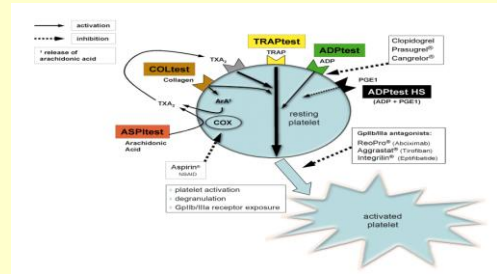 activation
inhibition
* release of
arachidonic acid
TRAPtest
TRAP
ADPtest
ADP
Clopidogrel
Prasugrel®
Cangrelor®
TXA₂
COLtest
Collagen
PGE1
ADPtest HS
(ADP + PGE1)
AcA*
TXA₂
COX
resting
platelet
ASPItest
Arachidonic
Acid
Aspirin®
NSAID
GpIIb/IIIa antagonists:
ReoPro® (Abciximab)
Aggrastat® (Tirofiban)
Integrilin® (Eptifibatide)
platelet activation
degranulation
GpIIb/IIIa receptor exposure
activated
platelet